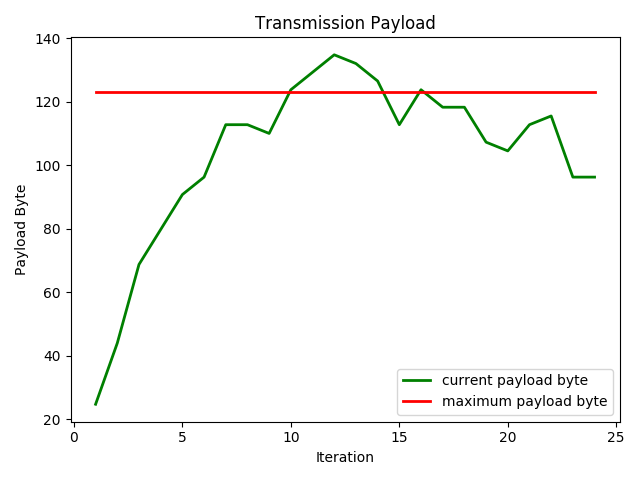 Transmission Payload
140
120
100
80
60
40
20
Payload Byte
0
5
10
15
20
25
Iteration
current payload byte
maximum payload byte